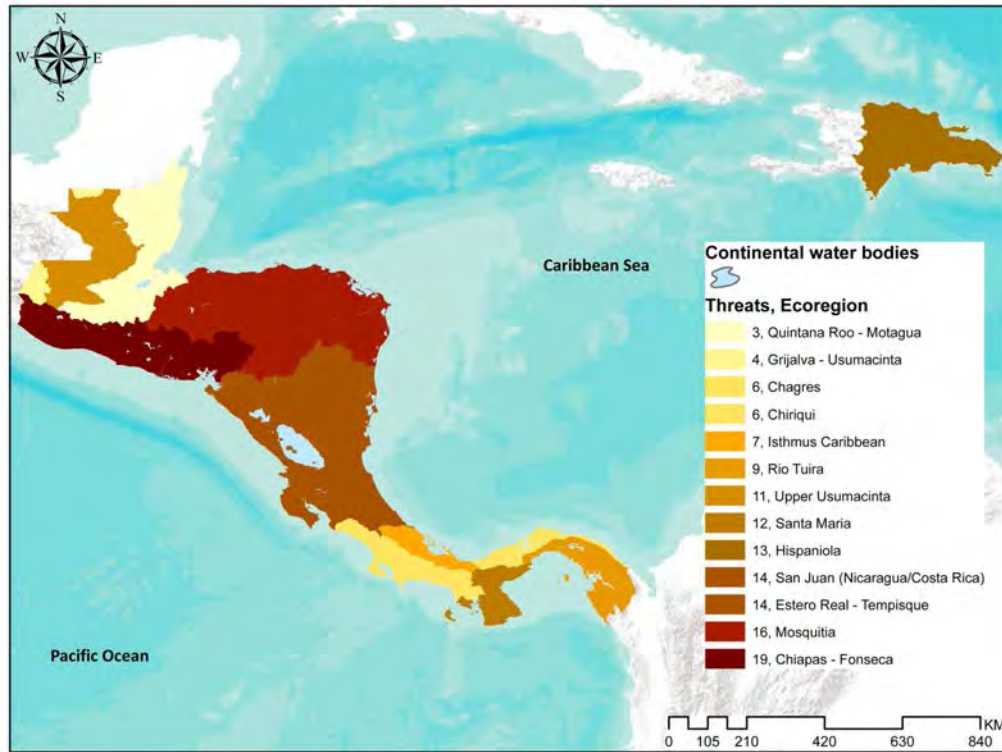 N
W E
S
Caribbean Sea
Pacific Ocean
Continental water bodies
Threats, Ecoregion
3, Quintana Roo - Motagua
4, Grijalva - Usumacinta
6, Chagres
6, Chiriqui
7, Isthmus Caribbean
9, Rio Tuira
11, Upper Usumacinta
12, Santa Maria
13, Hispaniola
14, San Juan (Nicaragua/Costa Rica)
14, Estero Real - Tempisque
16, Mosquitia
19, Chiapas - Fonseca
KM
0 105 210 420 630 840